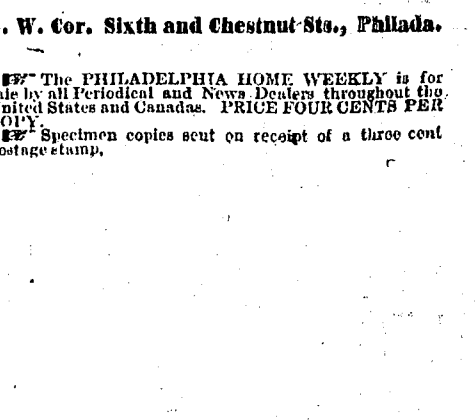 . W. Cor. Sixth and Chestnut Sts., Philada.
☞ The PHILADELPHIA HOME WEEKLY is for
ale by all Periodical and News Dealers throughout the
nited States and Canadas. PRICE FOUR CENTS PER
OPY.
☞ Specimen copies sent on receipt of a three cent
ostage stamp.